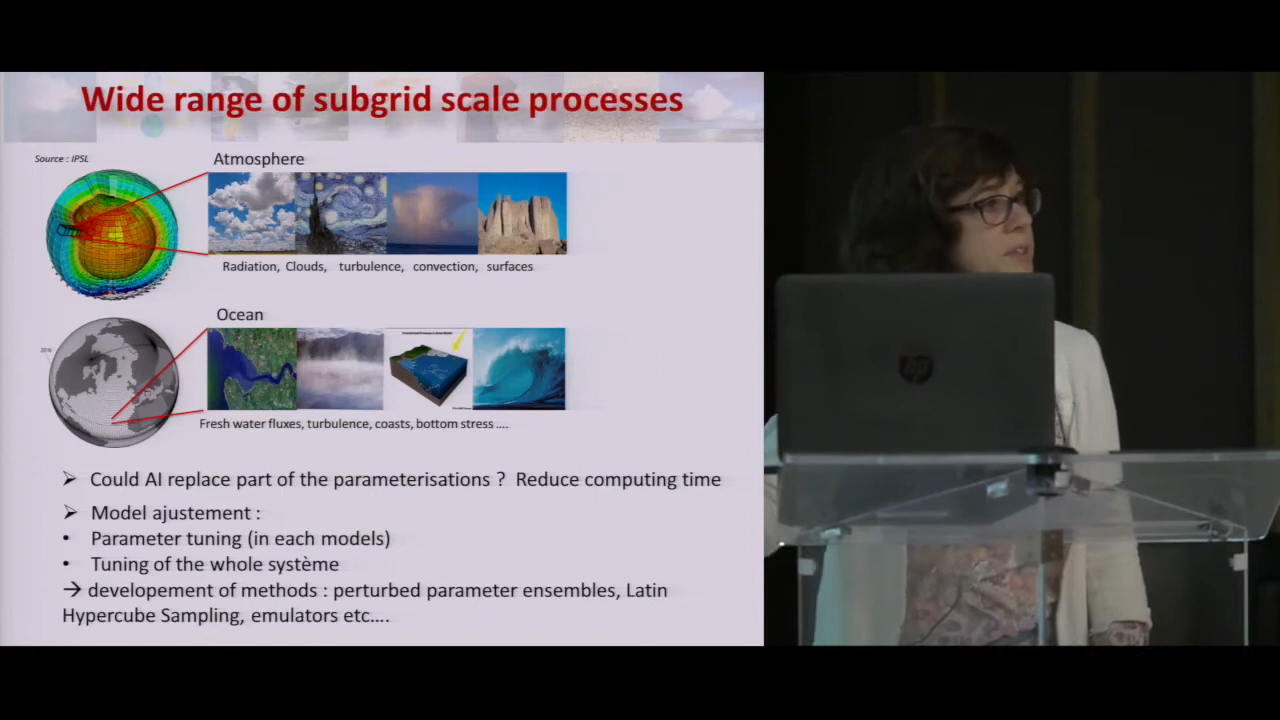 Wide range of subgrid scale processes
Source : IPSL
Atmosphere
Radiation, Clouds, turbulence, convection, surfaces
Ocean
Fresh water fluxes, turbulence, coasts, bottom stress ....
➢ Could AI replace part of the parameterisations ? Reduce computing time
➢ Model ajustement :
• Parameter tuning (in each models)
• Tuning of the whole système
→ developement of methods : perturbed parameter ensembles, Latin
Hypercube Sampling, emulators etc....
hp